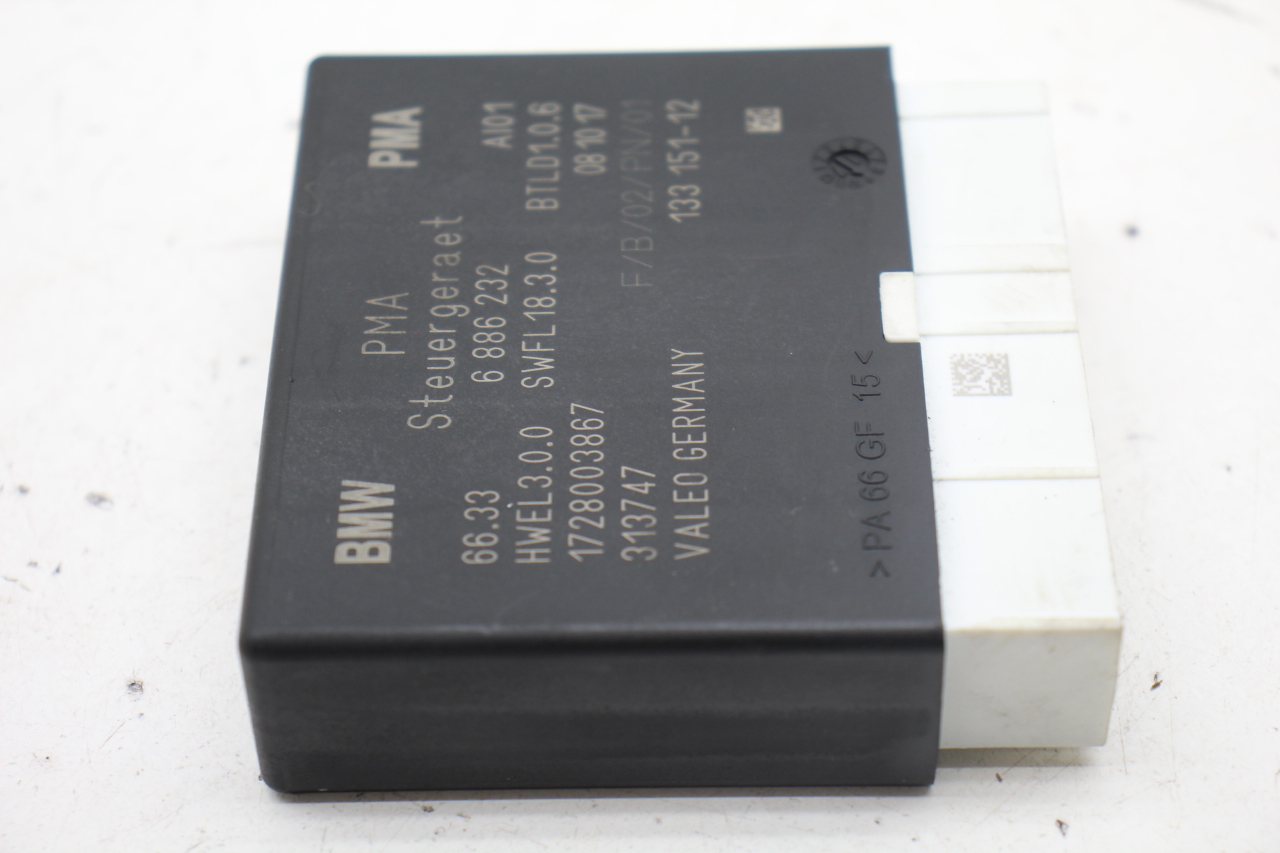 BMW PMA
PMA
Steuergeraet
66.33 6 886 232 AI01
HWEL3.0.0 SWFL18.3.0 BTLD1.0.6
1728003867 08 10 17
313747 F/B/02/PN/01
VALEO GERMANY 133 151-12
>PA 66 GF 15<